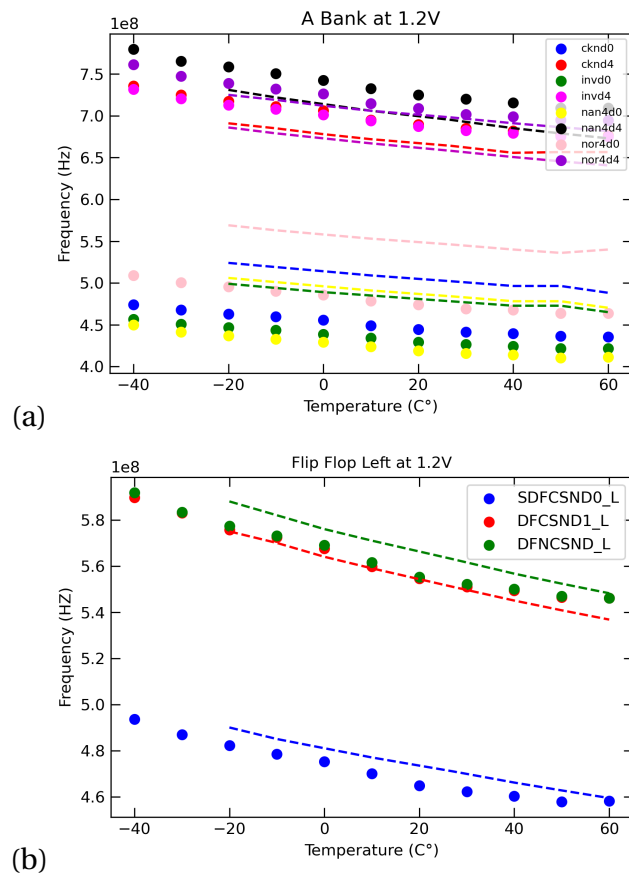 A Bank at 1.2V
1e8
cknd0
cknd4
invd0
invd4
nan4d0
nan4d4
nor4d0
nor4d4
7.5
7.0
6.5
6.0
5.5
5.0
4.5
4.0
Frequency (Hz)
−40 −20 0 20 40 60
Temperature (C°)
(a)
Flip Flop Left at 1.2V
1e8
SDFCSND0_L
DFCSND1_L
DFNCSND_L
5.8
5.6
5.4
5.2
5.0
4.8
4.6
Frequency (HZ)
−40 −20 0 20 40 60
Temperature (C°)
(b)